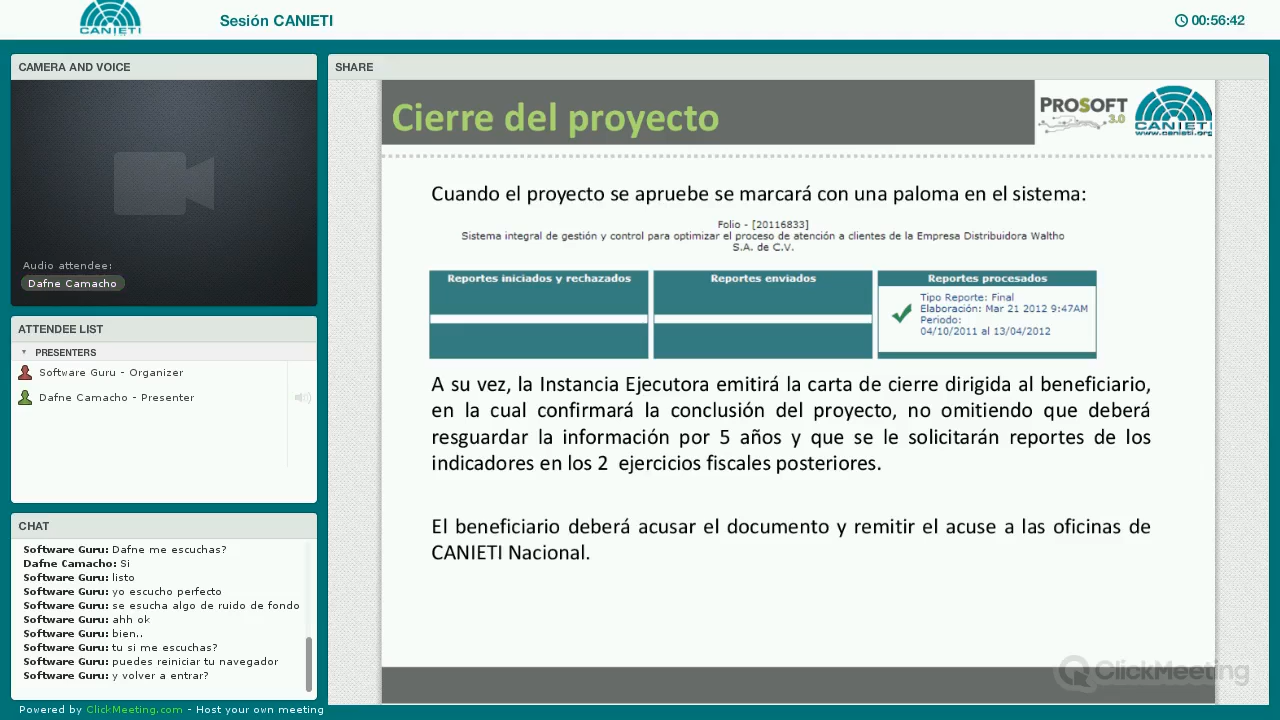 CANIETI
Sesión CANIETI
00:56:42
CAMERA AND VOICE
Audio attendee:
Dafne Camacho
ATTENDEE LIST
PRESENTERS
Software Guru - Organizer
Dafne Camacho - Presenter
CHAT
Software Guru: Dafne me escuchas?
Dafne Camacho: Si
Software Guru: listo
Software Guru: yo escucho perfecto
Software Guru: se esucha algo de ruido de fondo
Software Guru: ahh ok
Software Guru: bien..
Software Guru: tu si me escuchas?
Software Guru: puedes reiniciar tu navegador
Software Guru: y volver a entrar?
Powered by ClickMeeting.com - Host your own meeting
SHARE
Cierre del proyecto
PROSOFT
3.0
CANIETI
www.canieti.org
Cuando el proyecto se apruebe se marcará con una paloma en el sistema:
Folio - [20116833]
Sistema integral de gestión y control para optimizar el proceso de atención a clientes de la Empresa Distribuidora Waltho
S.A. de C.V.
Reportes iniciados y rechazados
Reportes enviados
Reportes procesados
Tipo Reporte: Final
Elaboración: Mar 21 2012 9:47AM
Periodo:
04/10/2011 al 13/04/2012
A su vez, la Instancia Ejecutora emitirá la carta de cierre dirigida al beneficiario,
en la cual confirmará la conclusión del proyecto, no omitiendo que deberá
resguardar la información por 5 años y que se le solicitarán reportes de los
indicadores en los 2 ejercicios fiscales posteriores.
El beneficiario deberá acusar el documento y remitir el acuse a las oficinas de
CANIETI Nacional.
ClickMeeting